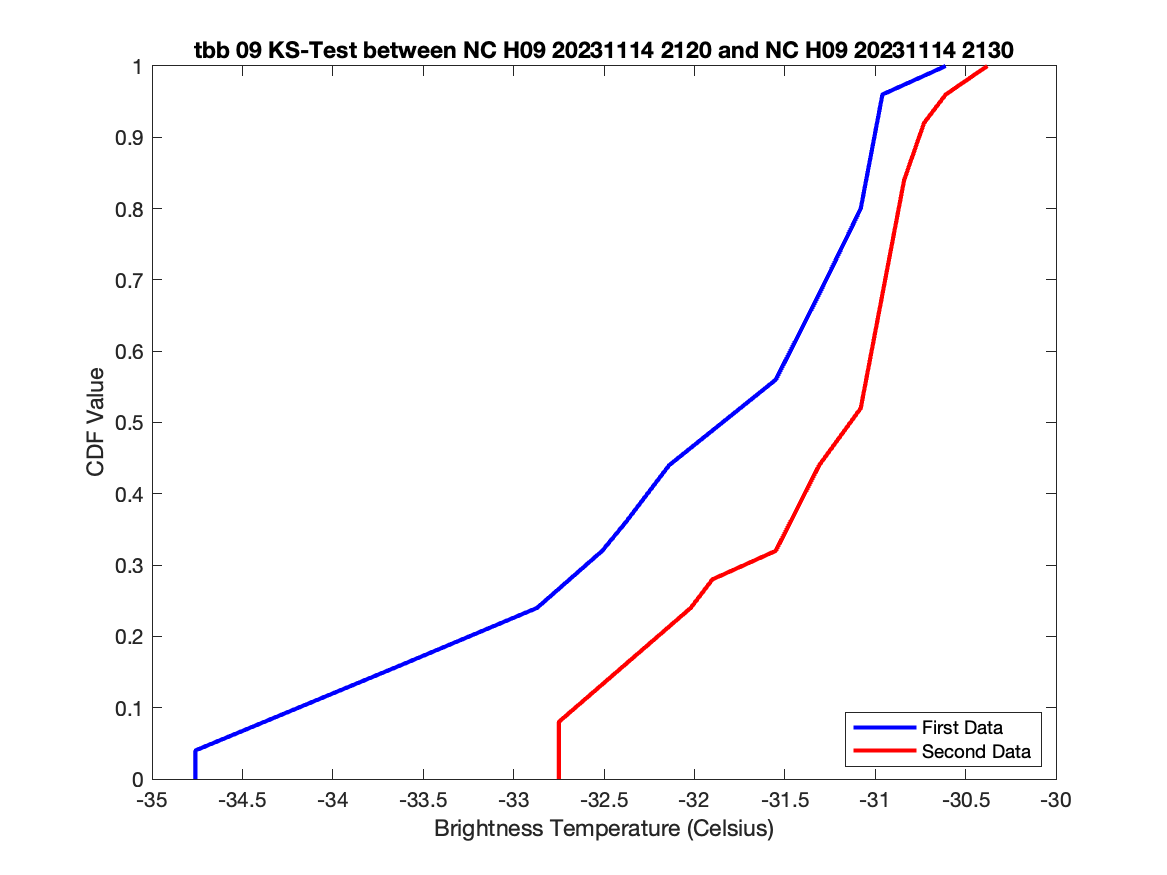 tbb 09 KS-Test between NC H09 20231114 2120 and NC H09 20231114 2130
1
0.9
0.8
0.7
0.6
0.5
0.4
0.3
0.2
0.1
0
CDF Value
First Data
Second Data
-35 -34.5 -34 -33.5 -33 -32.5 -32 -31.5 -31 -30.5 -30
Brightness Temperature (Celsius)